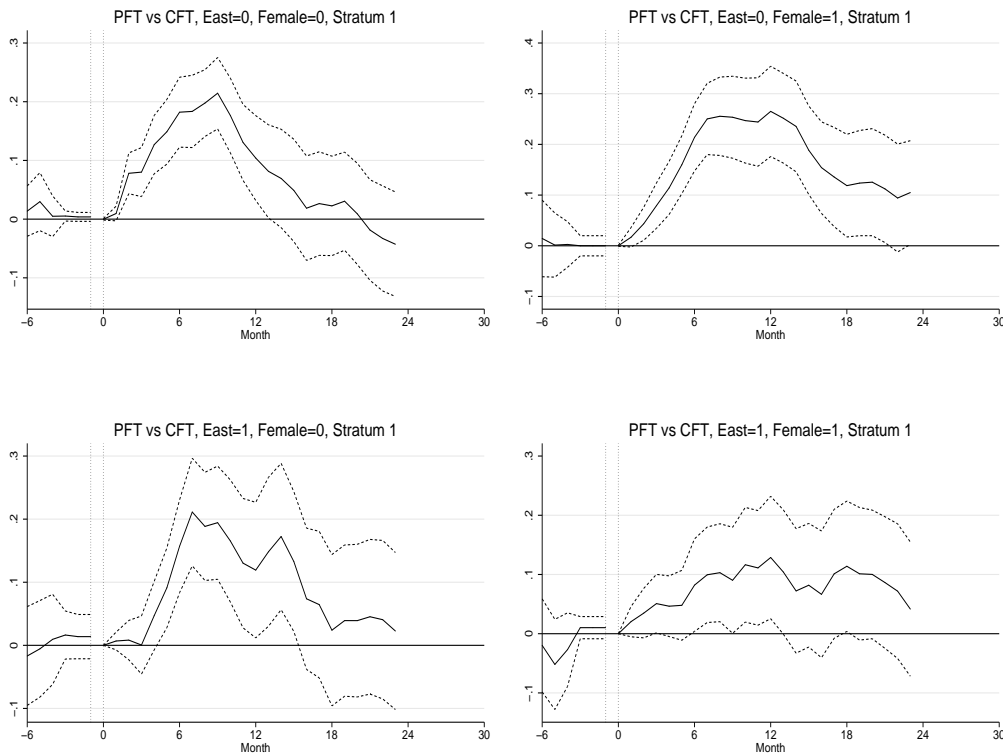 PFT vs CFT, East=0, Female=0, Stratum 1
.3
.2
.1
0
−.1
−6 0 6 12 18 24 30
Month
PFT vs CFT, East=0, Female=1, Stratum 1
.4
.3
.2
.1
0
−.1
−6 0 6 12 18 24 30
Month
PFT vs CFT, East=1, Female=0, Stratum 1
.3
.2
.1
0
−.1
−6 0 6 12 18 24 30
Month
PFT vs CFT, East=1, Female=1, Stratum 1
.3
.2
.1
0
−.1
−6 0 6 12 18 24 30
Month